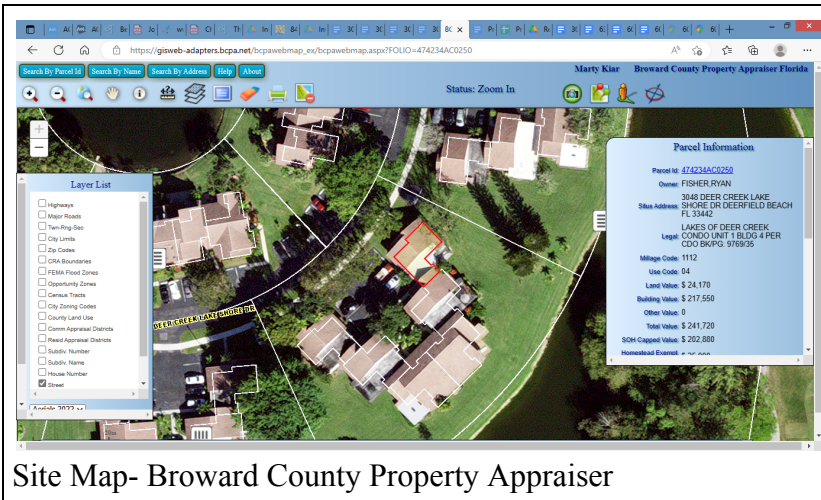 https://gisweb-adapters.bcpa.net/bcpawebmap_ex/bcpawebmap.aspx?FOLIO=474234AC0250
Search By Parcel Id Search By Name Search By Address Help About
Marty Kiar Broward County Property Appraiser Florida
Status: Zoom In
+
−
Layer List
Highways
Major Roads
Twn-Rng-Sec
City Limits
Zip Codes
CRA Boundaries
FEMA Flood Zones
Opportunity Zones
Census Tracts
City Zoning Codes
County Land Use
Comm Appraisal Districts
Resid Appraisal Districts
Subdiv. Number
Subdiv. Name
House Number
Street
Aerials 2022
DEER CREEK LAKE SHORE DR
Parcel Information
Parcel Id: 474234AC0250
Owner: FISHER,RYAN
Situs Address: 3048 DEER CREEK LAKE
SHORE DR DEERFIELD BEACH
FL 33442
Legal: LAKES OF DEER CREEK
CONDO UNIT 1 BLDG 4 PER
CDO BK/PG: 9769/35
Millage Code: 1112
Use Code: 04
Land Value: $ 24,170
Building Value: $ 217,550
Other Value: 0
Total Value: $ 241,720
SOH Capped Value: $ 202,880
Homestead Exempt.
Site Map- Broward County Property Appraiser